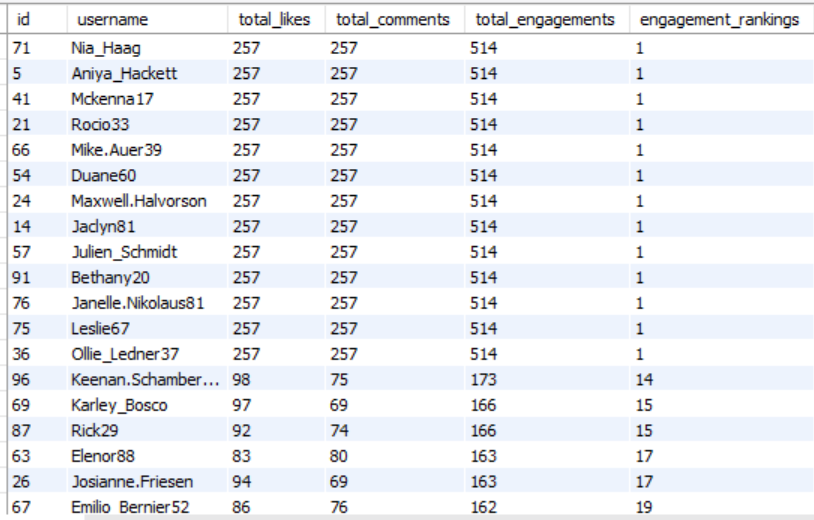 id username total_likes total_comments total_engagements engagement_rankings
71 Nia_Haag 257 257 514 1
5 Aniya_Hackett 257 257 514 1
41 Mckenna17 257 257 514 1
21 Rocio33 257 257 514 1
66 Mike.Auer39 257 257 514 1
54 Duane60 257 257 514 1
24 Maxwell.Halvorson 257 257 514 1
14 Jaclyn81 257 257 514 1
57 Julien_Schmidt 257 257 514 1
91 Bethany20 257 257 514 1
76 Janelle.Nikolaus81 257 257 514 1
75 Leslie67 257 257 514 1
36 Ollie_Ledner37 257 257 514 1
96 Keenan.Schamber... 98 75 173 14
69 Karley_Bosco 97 69 166 15
87 Rick29 92 74 166 15
63 Elenor88 83 80 163 17
26 Josianne.Friesen 94 69 163 17
67 Emilio_Bernier52 86 76 162 19